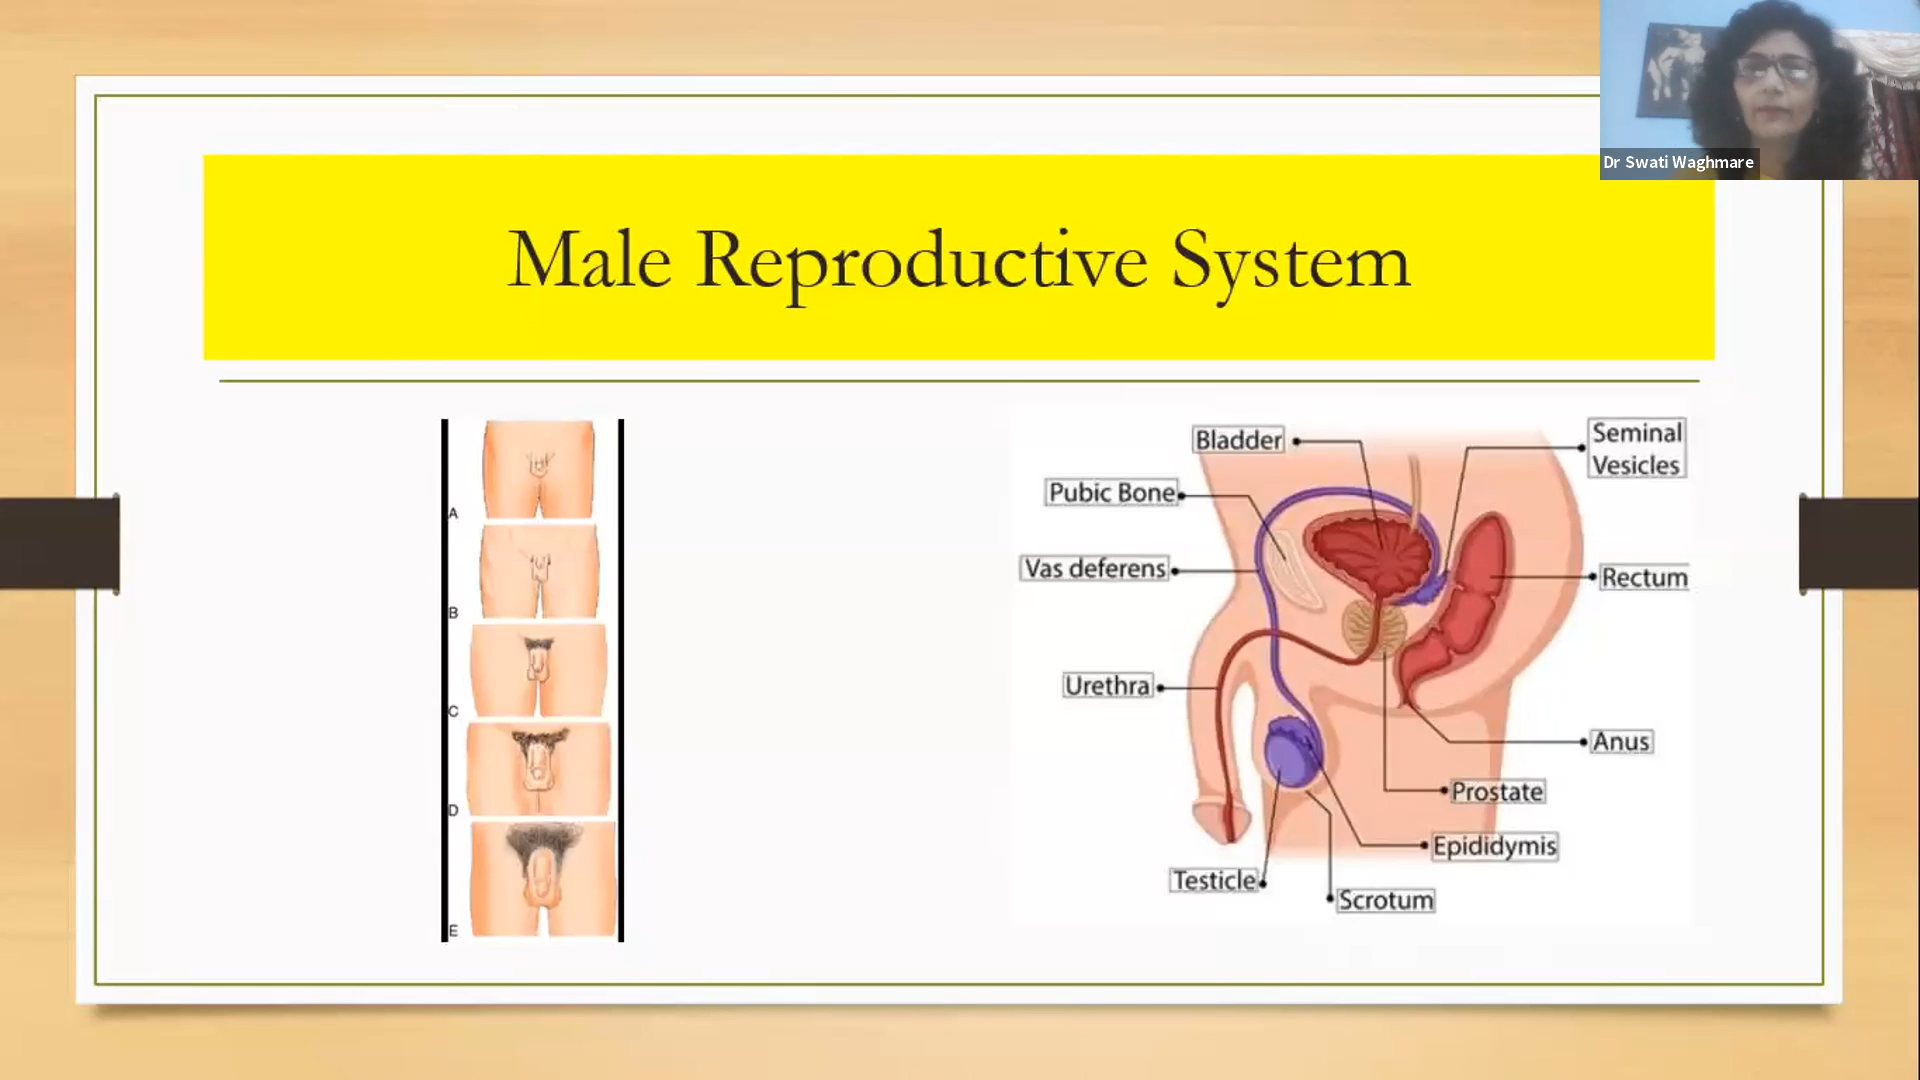 Dr Swati Waghmare
Male Reproductive System
A
B
C
D
E
Bladder
Seminal
Vesicles
Pubic Bone
Vas deferens
Rectum
Urethra
Anus
Prostate
Epididymis
Testicle
Scrotum